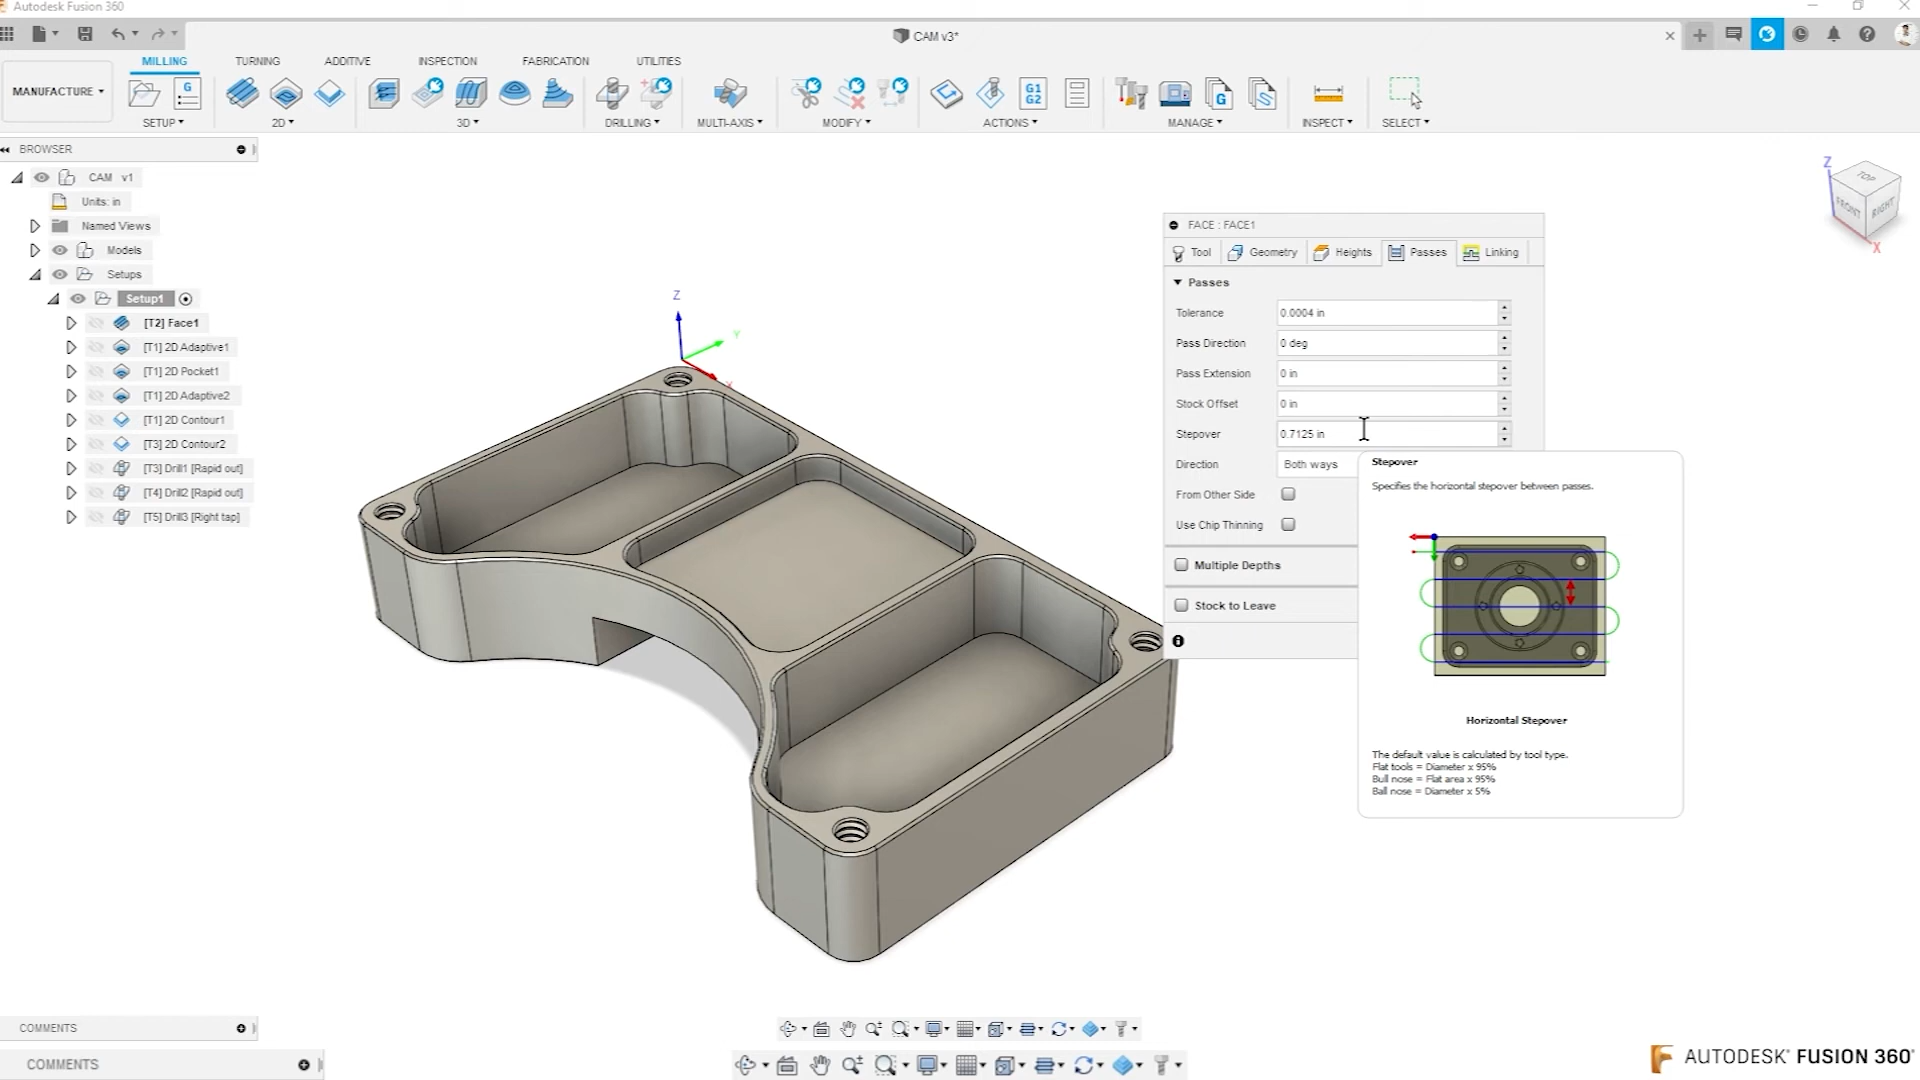 Autodesk Fusion 360
CAM v3*
MILLING TURNING ADDITIVE INSPECTION FABRICATION UTILITIES
MANUFACTURE
G
G1
G2
G
SETUP 2D 3D DRILLING MULTI-AXIS MODIFY ACTIONS MANAGE INSPECT SELECT
BROWSER
CAM v1
Units: in
Named Views
Models
Setups
Setup1
[T2] Face1
[T1] 2D Adaptive1
[T1] 2D Pocket1
[T1] 2D Adaptive2
[T1] 2D Contour1
[T3] 2D Contour2
[T3] Drill1 [Rapid out]
[T4] Drill2 [Rapid out]
[T5] Drill3 [Right tap]
Z
Y
X
Z
TOP
FRONT
RIGHT
X
FACE : FACE1
Tool Geometry Heights Passes Linking
Passes
Tolerance 0.0004 in
Pass Direction 0 deg
Pass Extension 0 in
Stock Offset 0 in
Stepover 0.7125 in
Direction Both ways
From Other Side
Use Chip Thinning
Multiple Depths
Stock to Leave
Stepover
Specifies the horizontal stepover between passes.
Horizontal Stepover
The default value is calculated by tool type.
Flat tools = Diameter x 95%
Bull nose = Flat area x 95%
Ball nose = Diameter x 5%
COMMENTS
COMMENTS
AUTODESK® FUSION 360®